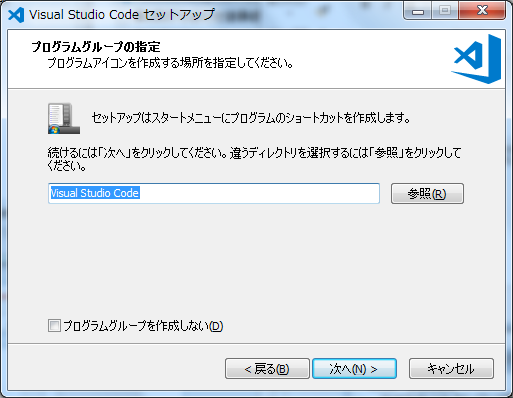 Visual Studio Code セットアップ
プログラムグループの指定
プログラムアイコンを作成する場所を指定してください。
セットアップはスタートメニューにプログラムのショートカットを作成します。
続けるには「次へ」をクリックしてください。違うディレクトリを選択するには「参照」をクリックして
ください。
Visual Studio Code
参照(R)
プログラムグループを作成しない(D)
< 戻る(B)
次へ(N) >
キャンセル